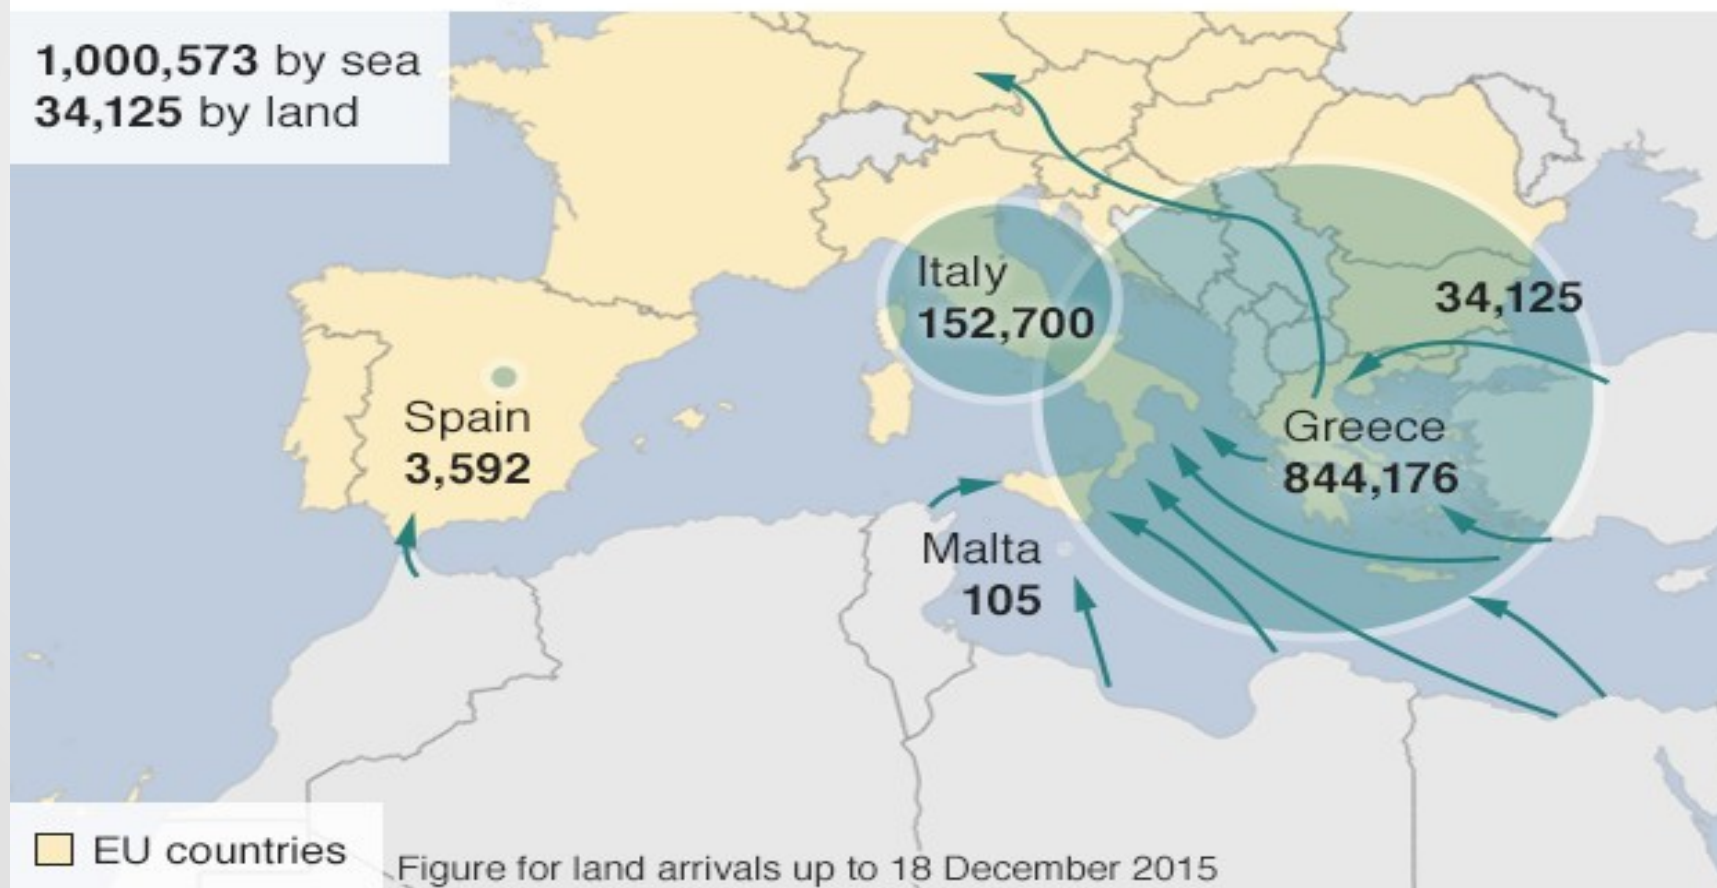 1,000,573 by sea
34,125 by land
Italy
152,700
34,125
Spain
3,592
Greece
844,176
Malta
105
EU countries
Figure for land arrivals up to 18 December 2015